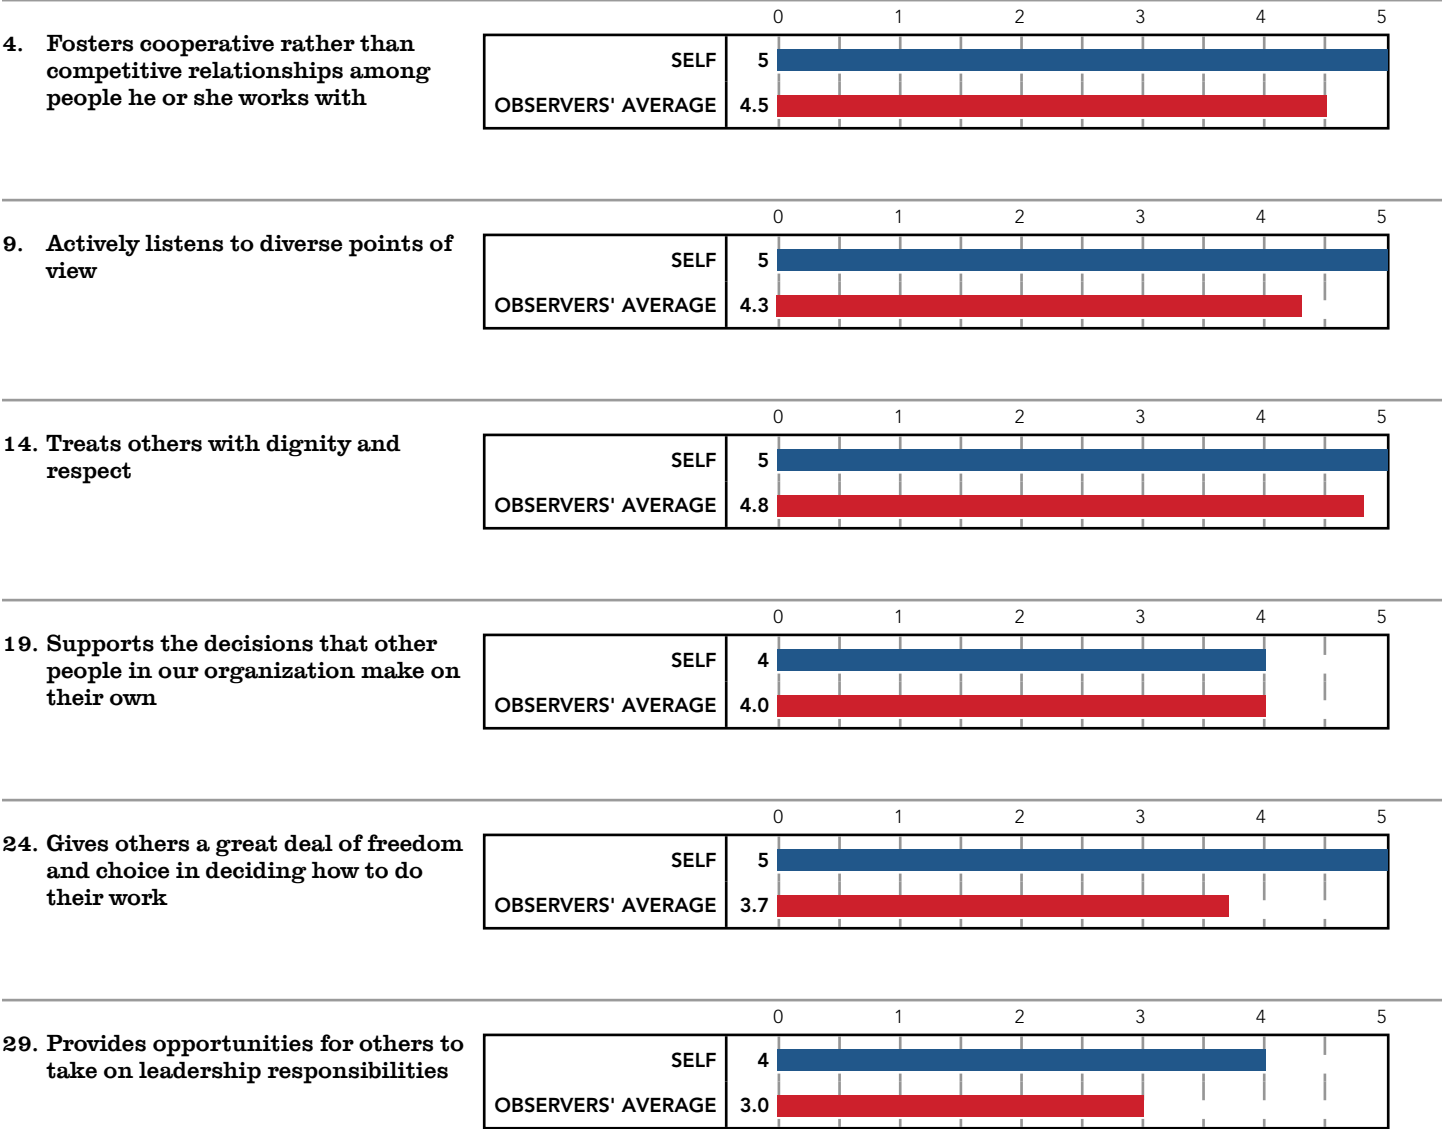 0 1 2 3 4 5
4. Fosters cooperative rather than
competitive relationships among
people he or she works with
SELF 5
OBSERVERS' AVERAGE 4.5
0 1 2 3 4 5
9. Actively listens to diverse points of
view
SELF 5
OBSERVERS' AVERAGE 4.3
0 1 2 3 4 5
14. Treats others with dignity and
respect
SELF 5
OBSERVERS' AVERAGE 4.8
0 1 2 3 4 5
19. Supports the decisions that other
people in our organization make on
their own
SELF 4
OBSERVERS' AVERAGE 4.0
0 1 2 3 4 5
24. Gives others a great deal of freedom
and choice in deciding how to do
their work
SELF 5
OBSERVERS' AVERAGE 3.7
0 1 2 3 4 5
29. Provides opportunities for others to
take on leadership responsibilities
SELF 4
OBSERVERS' AVERAGE 3.0